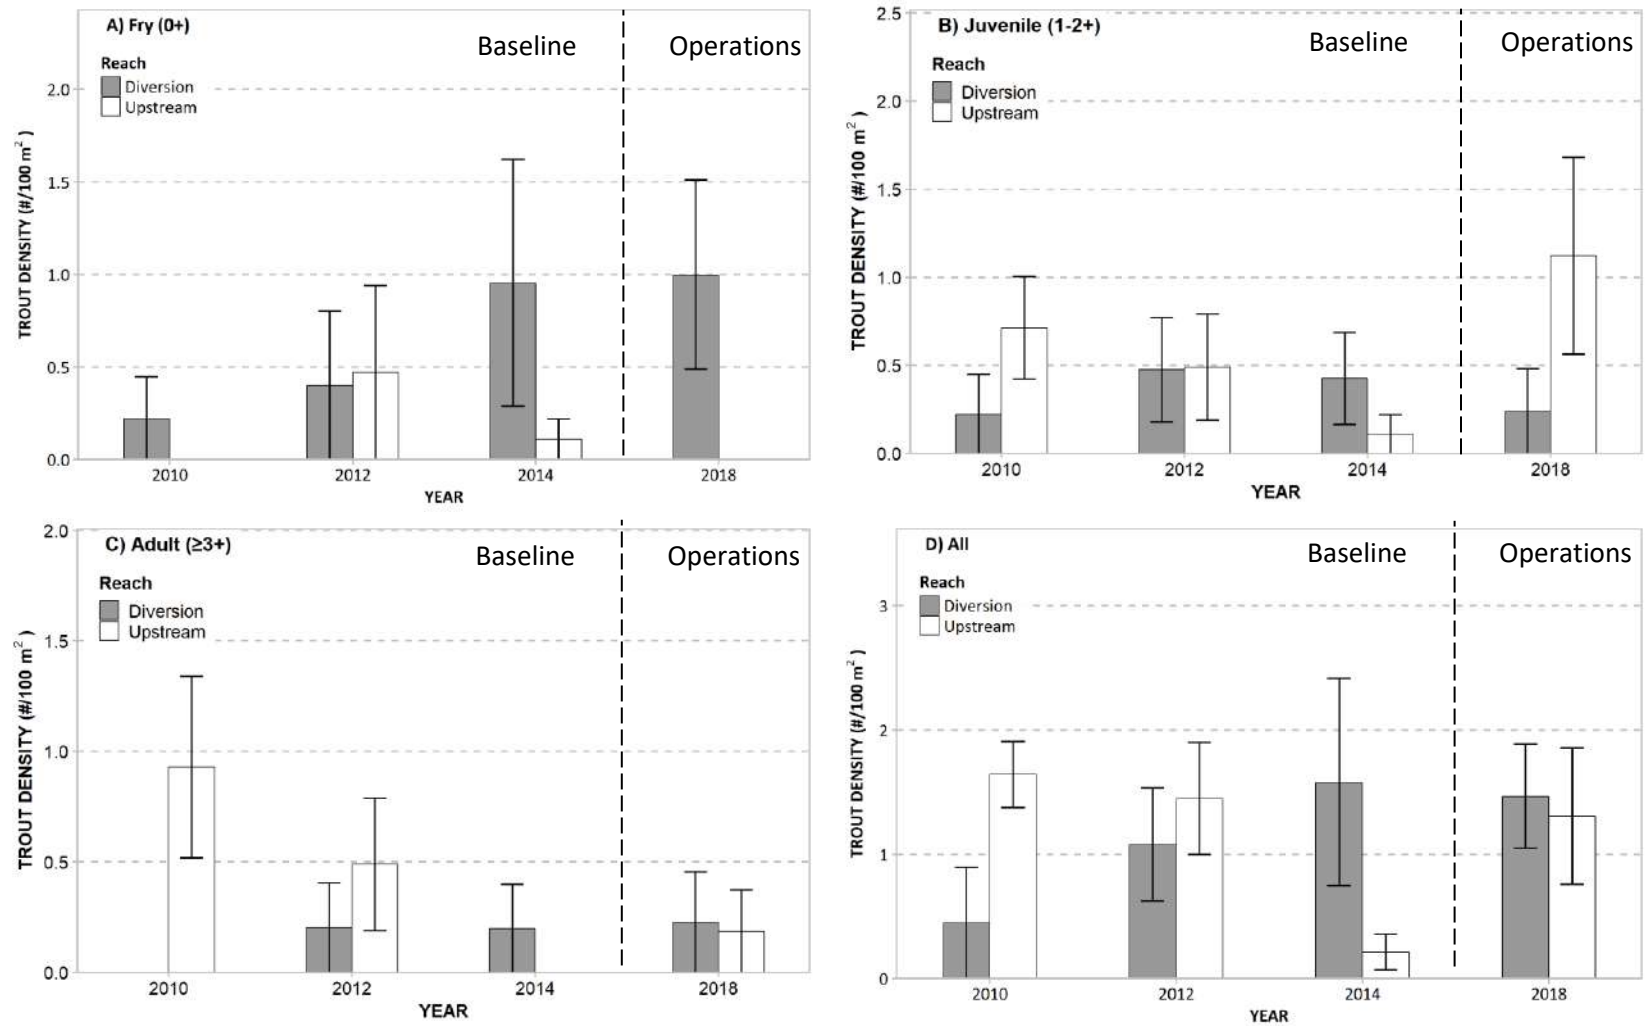 A) Fry (0+)
Baseline
Operations
Reach
Diversion
Upstream
TROUT DENSITY (#/100 m²)
2.0
1.5
1.0
0.5
0.0
2010
2012
2014
2018
YEAR
B) Juvenile (1-2+)
Baseline
Operations
Reach
Diversion
Upstream
TROUT DENSITY (#/100 m²)
2.5
2.0
1.5
1.0
0.5
0.0
2010
2012
2014
2018
YEAR
C) Adult (≥3+)
Baseline
Operations
Reach
Diversion
Upstream
TROUT DENSITY (#/100 m²)
2.0
1.5
1.0
0.5
0.0
2010
2012
2014
2018
YEAR
D) All
Baseline
Operations
Reach
Diversion
Upstream
TROUT DENSITY (#/100 m²)
3
2
1
0
2010
2012
2014
2018
YEAR